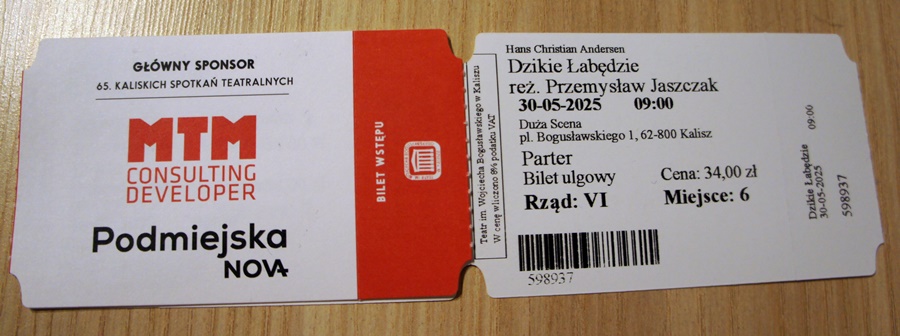 GŁÓWNY SPONSOR
65. KALISKICH SPOTKAŃ TEATRALNYCH
MTM
CONSULTING
DEVELOPER
Podmiejska
NOVA
BILET WSTĘPU
Teatr im. Wojciecha Bogusławskiego w Kaliszu
W cenę wliczono 8% podatku VAT
Hans Christian Andersen
Dzikie Łabędzie
reż. Przemysław Jaszczak
30-05-2025 09:00
Duża Scena
pl. Bogusławskiego 1, 62-800 Kalisz
Parter
Bilet ulgowy Cena: 34,00 zł
Rząd: VI Miejsce: 6
598937
Dzikie Łabędzie
30-05-2025 09:00
598937